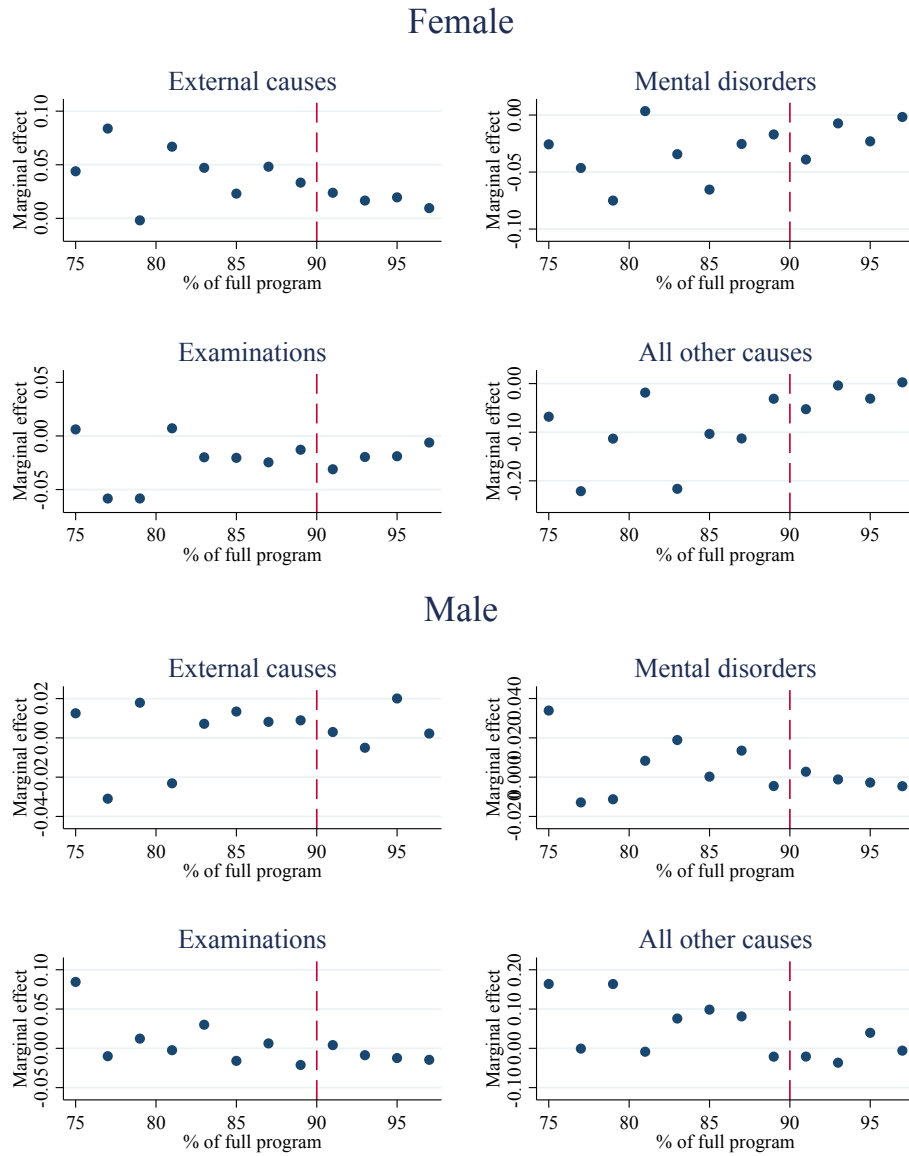 Female
External causes
Marginal effect
0.00 0.05 0.10
75 80 85 90 95
% of full program
Mental disorders
Marginal effect
-0.10 -0.05 0.00
75 80 85 90 95
% of full program
Examinations
Marginal effect
-0.05 0.00 0.05
75 80 85 90 95
% of full program
All other causes
Marginal effect
-0.20 -0.10 0.00
75 80 85 90 95
% of full program
Male
External causes
Marginal effect
-0.04 -0.02 0.00 0.02
75 80 85 90 95
% of full program
Mental disorders
Marginal effect
-0.020 0.000 0.020 0.040
75 80 85 90 95
% of full program
Examinations
Marginal effect
-0.05 0.00 0.05 0.10
75 80 85 90 95
% of full program
All other causes
Marginal effect
-0.10 0.00 0.10 0.20
75 80 85 90 95
% of full program